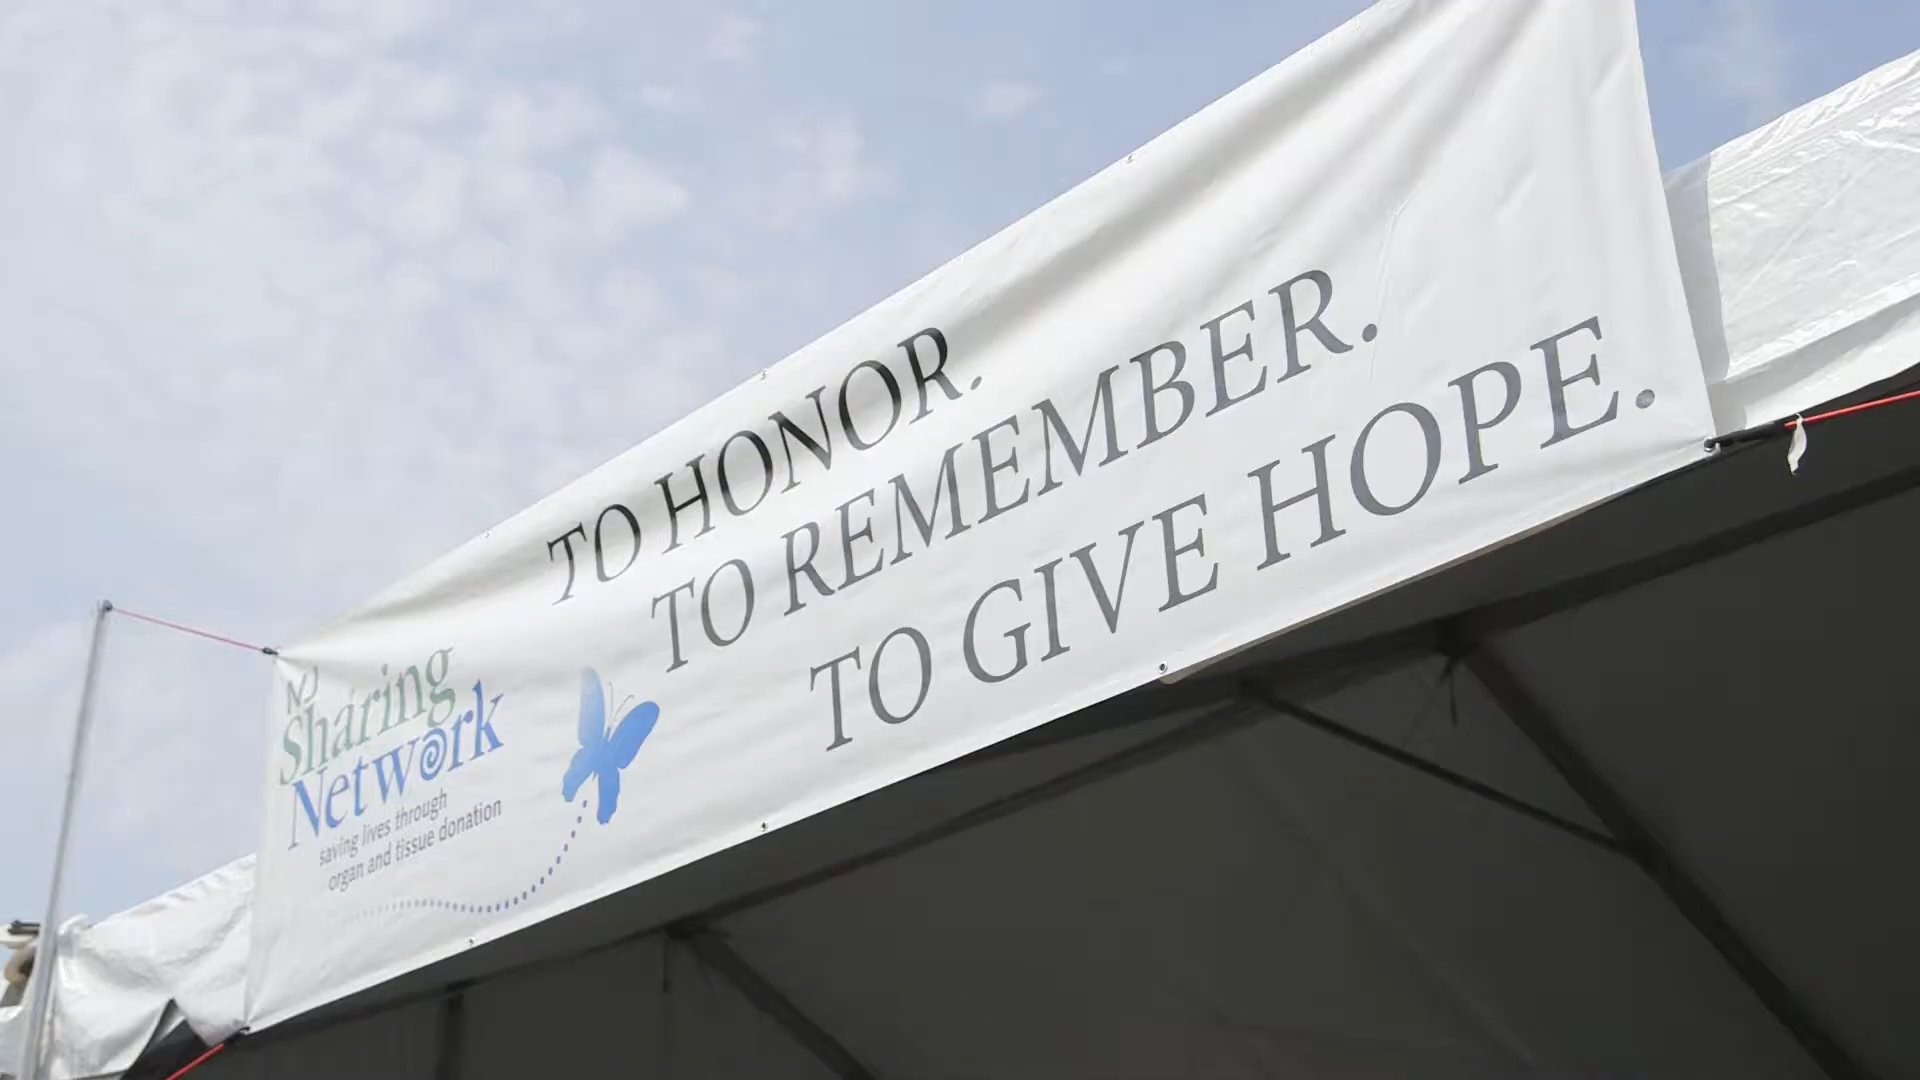 NJ
Sharing
Network
saving lives through
organ and tissue donation
TO HONOR.
TO REMEMBER.
TO GIVE HOPE.